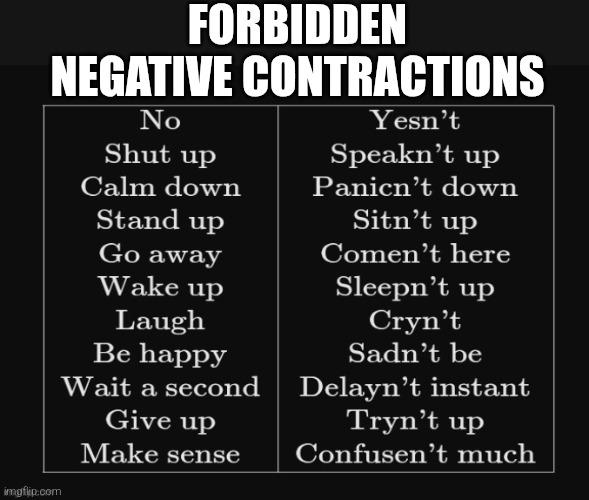 FORBIDDEN
NEGATIVE CONTRACTIONS
No Yesn't
Shut up Speakn't up
Calm down Panicn't down
Stand up Sitn't up
Go away Comen't here
Wake up Sleepn't up
Laugh Cryn't
Be happy Sadn't be
Wait a second Delayn't instant
Give up Tryn't up
Make sense Confusen't much
imgflip.com